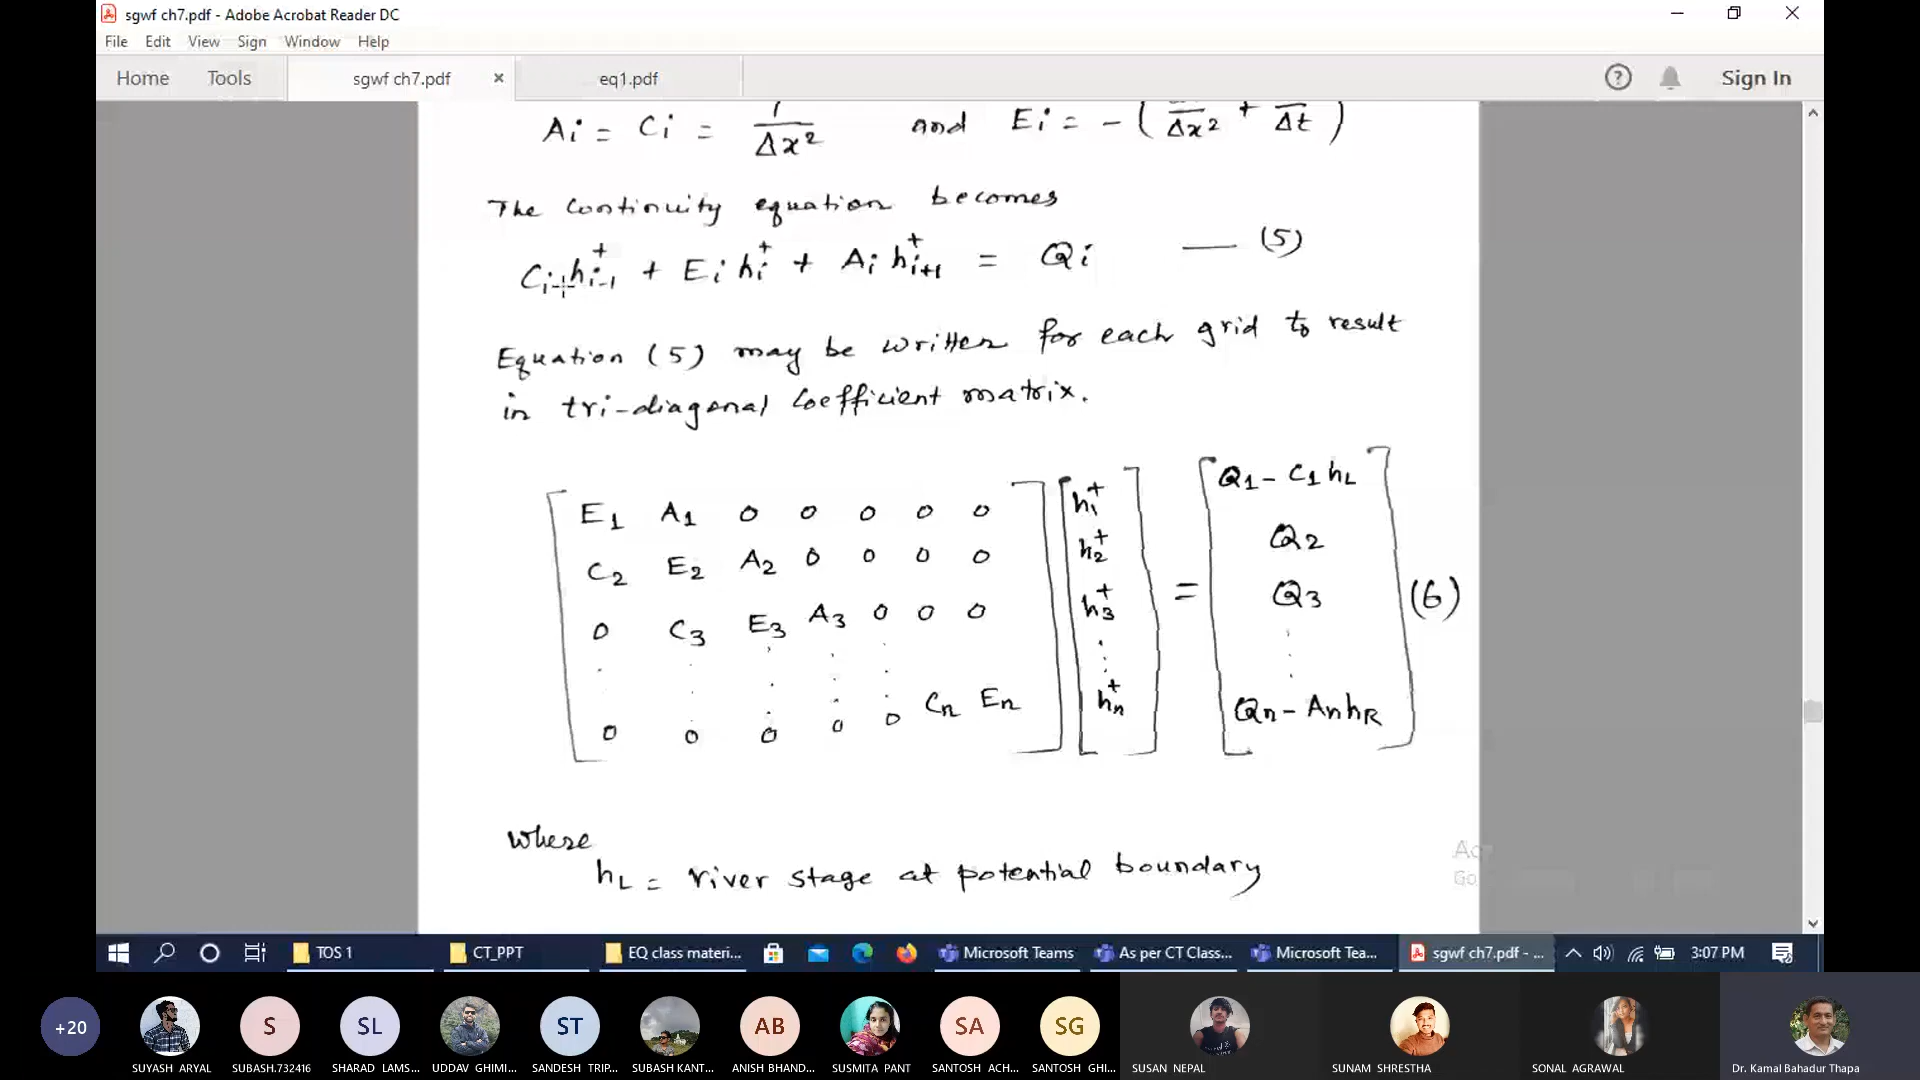 sgwf ch7.pdf - Adobe Acrobat Reader DC
File Edit View Sign Window Help
Home Tools sgwf ch7.pdf × eq1.pdf ? Sign In
Ai = Ci = 1/Δx² and Ei = - ( /Δx² + /Δt )
The continuity equation becomes
Ci-1 h⁺i-1 + Ei h⁺i + Ai h⁺i+1 = Qi — (5)
Equation (5) may be written for each grid to result
in tri-diagonal coefficient matrix.
E1 A1 0 0 0 0 0 h1⁺ Q1 - C1 hL
C2 E2 A2 0 0 0 0 h2⁺ Q2
0 C3 E3 A3 0 0 0 h3⁺ = Q3 (6)
0 0 0 0 0 Cn En hn⁺ Qn - An hR
Where
hL = river stage at potential boundary
TOS 1 CT_PPT EQ class materi... Microsoft Teams As per CT Class... Microsoft Tea... sgwf ch7.pdf - ... 3:07 PM
+20 S SL ST AB SA SG
SUYASH ARYAL SUBASH.732416 SHARAD LAMS... UDDAV GHIMI... SANDESH TRIP... SUBASH KANT... ANISH BHAND... SUSMITA PANT SANTOSH ACH... SANTOSH GHI... SUSAN NEPAL SUNAM SHRESTHA SONAL AGRAWAL Dr. Kamal Bahadur Thapa